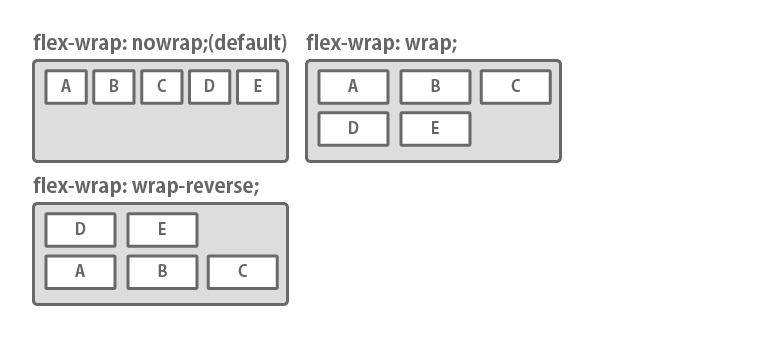 flex-wrap: nowrap;(default)
A B C D E
flex-wrap: wrap;
A B C
D E
flex-wrap: wrap-reverse;
D E
A B C